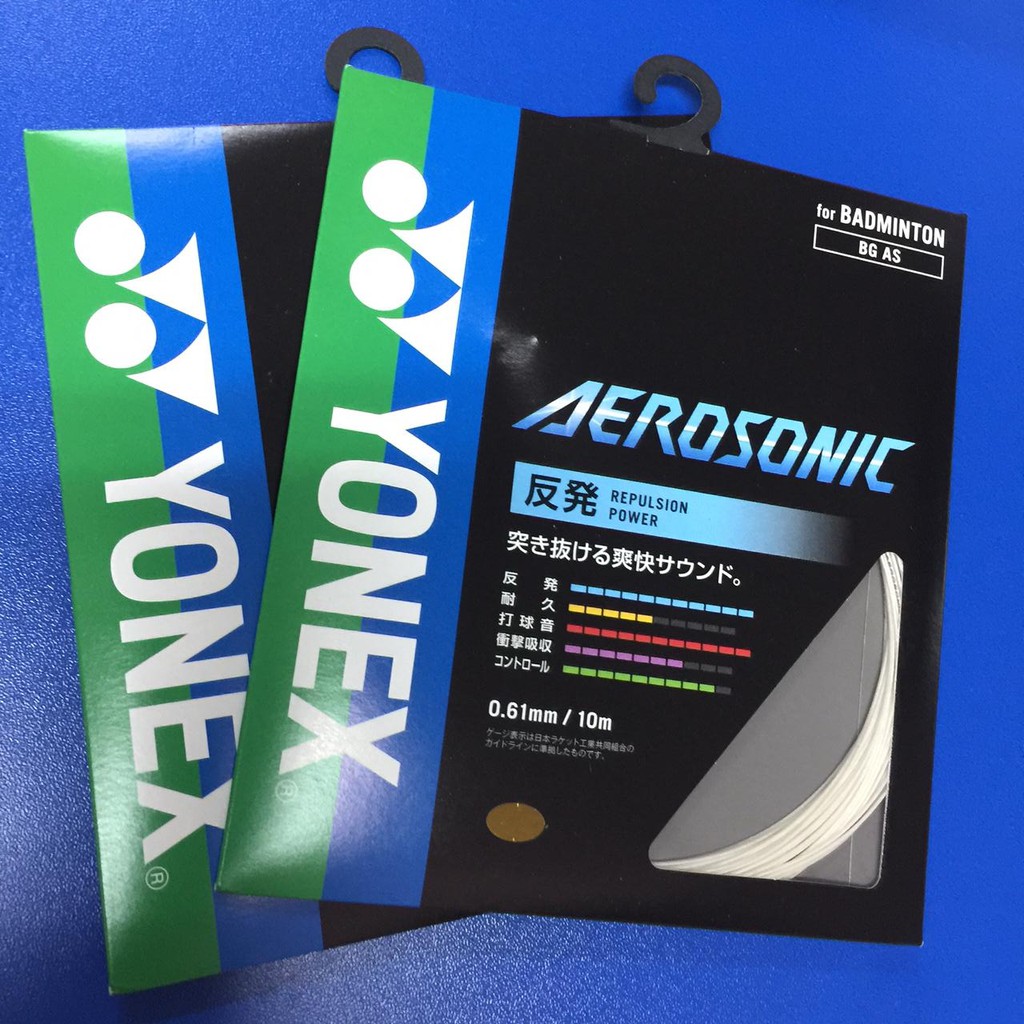 YONEX
®
YONEX
®
for BADMINTON
BG AS
AEROSONIC
反発 REPULSION POWER
突き抜ける爽快サウンド。
反発
耐久
打球音
衝撃吸収
コントロール
0.61mm / 10m
ゲージ表示は日本ラケット工業共同組合の
ガイドラインに準拠したものです。